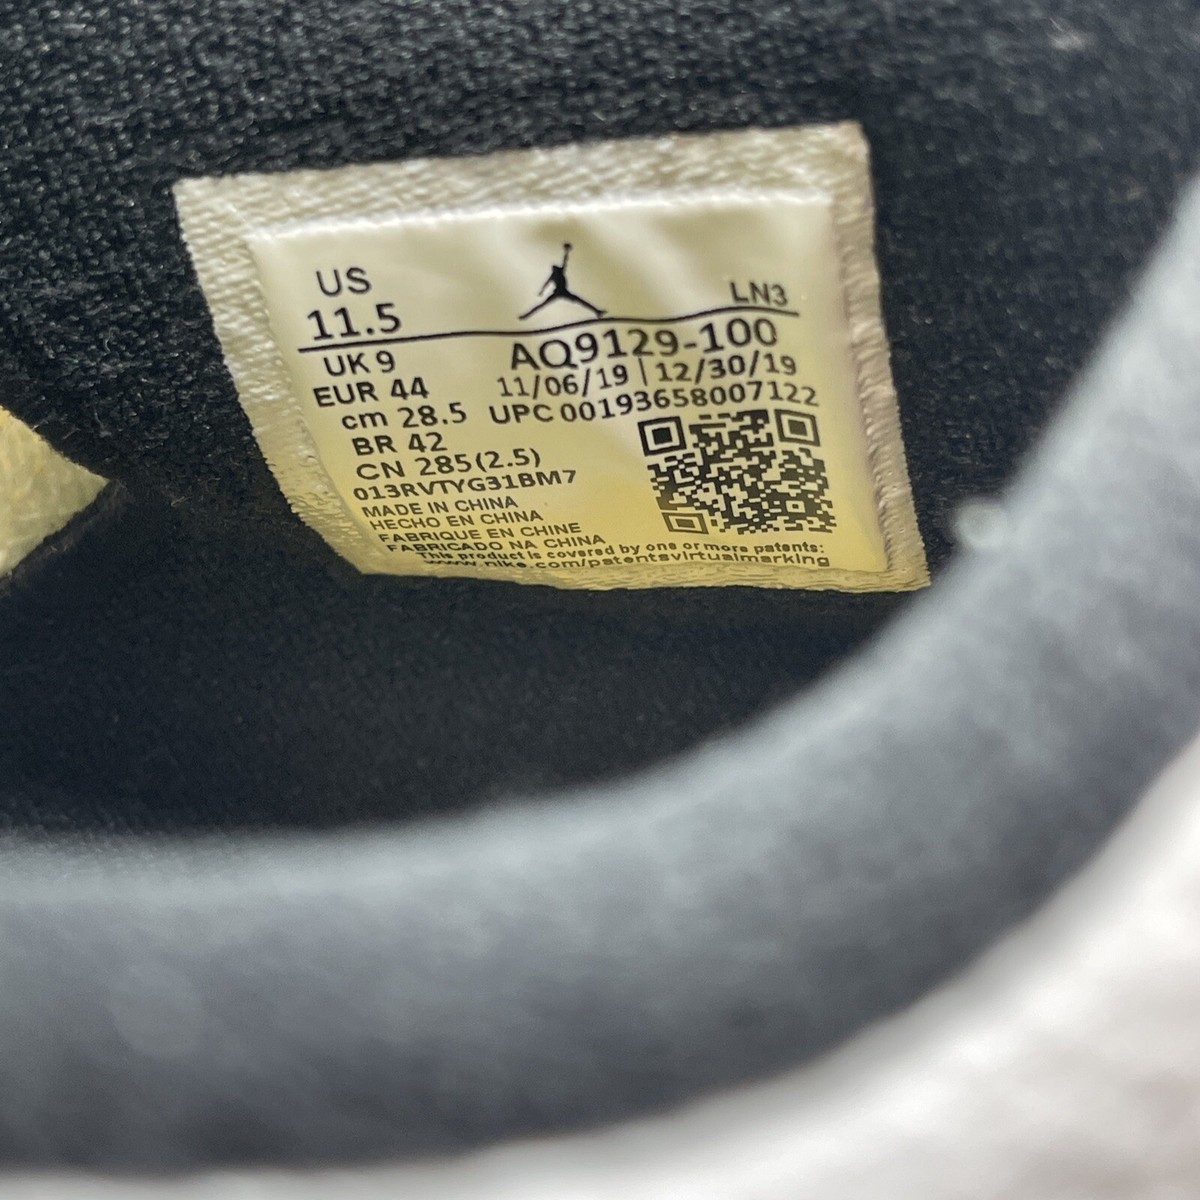 US
11.5
LN3
UK 9
AQ9129-100
EUR 44
11/06/19 | 12/30/19
cm 28.5
UPC 00193658007122
BR 42
CN 285(2.5)
013RVTYG31BM7
MADE IN CHINA
HECHO EN CHINA
FABRIQUE EN CHINE
FABRICADO NA CHINA
This product is covered by one or more patents:
www.nike.com/patentsvirtualmarking